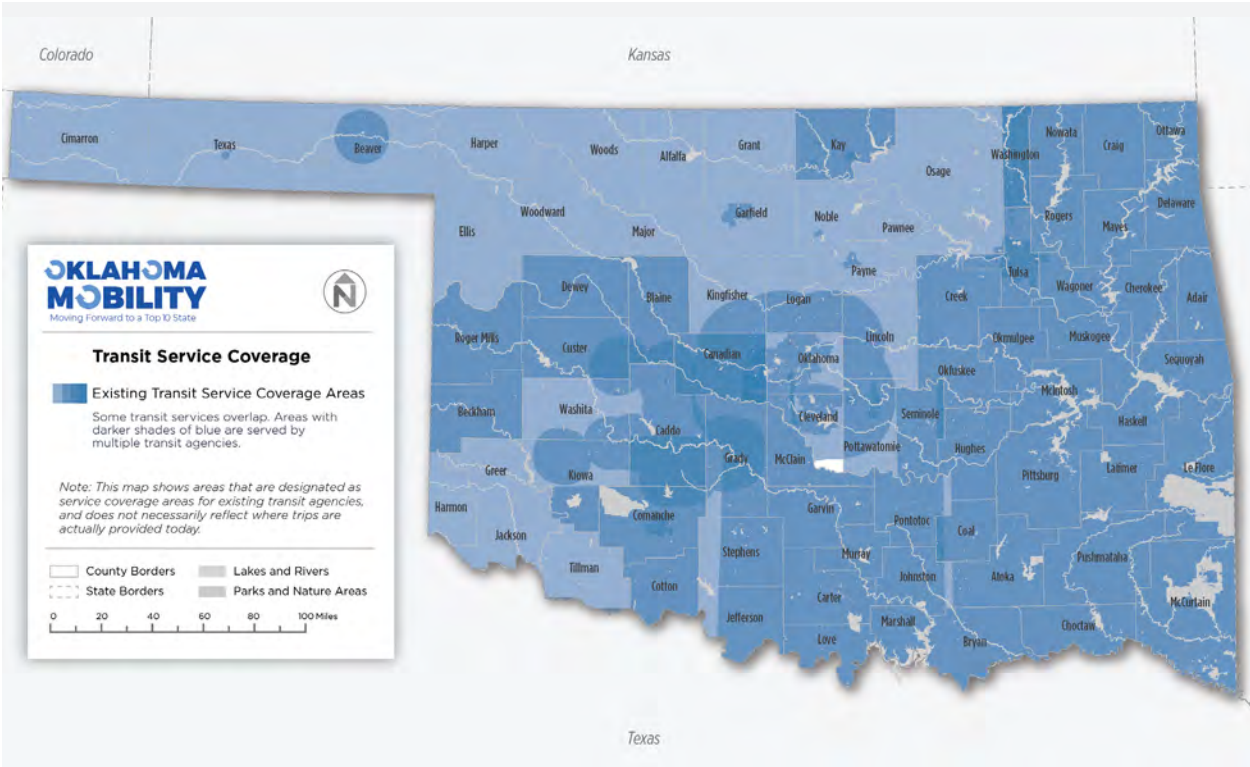 Colorado
Kansas
Cimarron
Texas
Beaver
Harper
Woods
Alfalfa
Grant
Kay
Osage
Washington
Nowata
Craig
Ottawa
Ellis
Woodward
Major
Garfield
Noble
Pawnee
Rogers
Mayes
Delaware
Dewey
Blaine
Kingfisher
Logan
Payne
Creek
Tulsa
Wagoner
Cherokee
Adair
Roger Mills
Custer
Canadian
Oklahoma
Lincoln
Okmulgee
Muskogee
Sequoyah
Okfuskee
McIntosh
Beckham
Washita
Caddo
Cleveland
Seminole
Haskell
Greer
Kiowa
Grady
McClain
Pottawatomie
Hughes
Pittsburg
Latimer
Le Flore
Harmon
Jackson
Comanche
Garvin
Pontotoc
Coal
Tillman
Stephens
Murray
Johnston
Atoka
Pushmataha
Cotton
Carter
McCurtain
Jefferson
Love
Marshall
Bryan
Choctaw
Texas
OKLAHOMA
MOBILITY
Moving Forward to a Top 10 State
N
Transit Service Coverage
Existing Transit Service Coverage Areas
Some transit services overlap. Areas with
darker shades of blue are served by
multiple transit agencies.
Note: This map shows areas that are designated as
service coverage areas for existing transit agencies,
and does not necessarily reflect where trips are
actually provided today.
County Borders
Lakes and Rivers
State Borders
Parks and Nature Areas
0 20 40 60 80 100 Miles